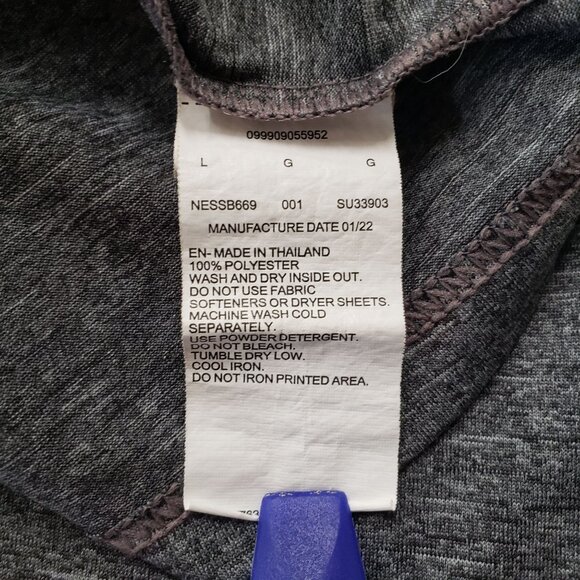 099909055952
L G G
NESSB669 001 SU33903
MANUFACTURE DATE 01/22
EN- MADE IN THAILAND
100% POLYESTER
WASH AND DRY INSIDE OUT.
DO NOT USE FABRIC
SOFTENERS OR DRYER SHEETS.
MACHINE WASH COLD
SEPARATELY.
USE POWDER DETERGENT.
DO NOT BLEACH.
TUMBLE DRY LOW.
COOL IRON.
DO NOT IRON PRINTED AREA.